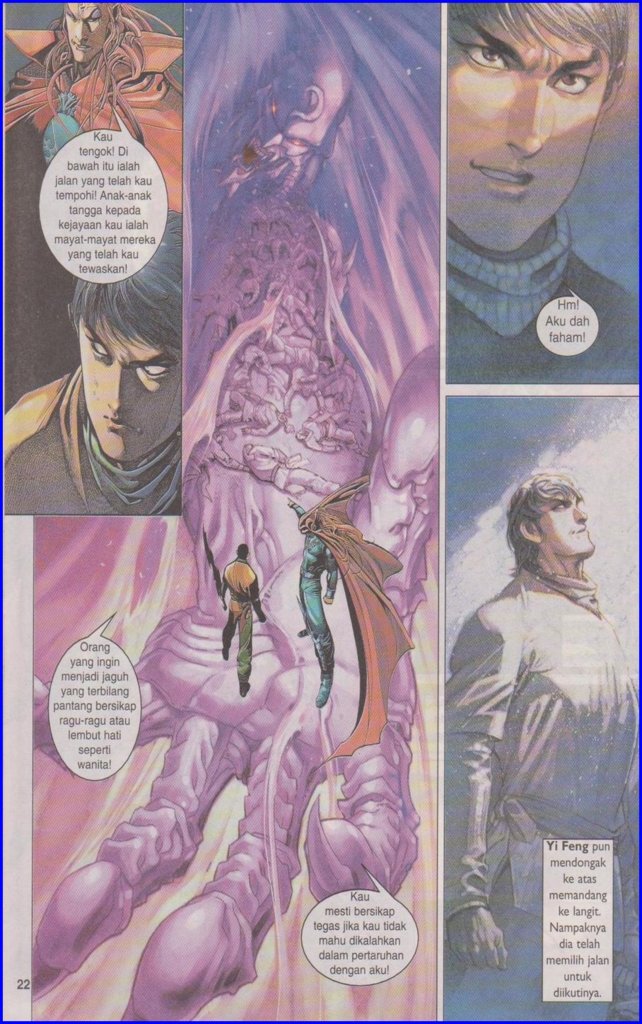 Kau
tengok! Di
bawah itu ialah
jalan yang telah kau
tempohi! Anak-anak
tangga kepada
kejayaan kau ialah
mayat-mayat mereka
yang telah kau
tewaskan!
Orang
yang ingin
menjadi jaguh
yang terbilang
pantang bersikap
ragu-ragu atau
lembut hati
seperti
wanita!
Kau
mesti bersikap
tegas jika kau tidak
mahu dikalahkan
dalam pertaruhan
dengan aku!
Hm!
Aku dah
faham!
Yi Feng pun
mendongak
ke atas
memandang
ke langit.
Nampaknya
dia telah
memilih jalan
untuk
diikutinya.
22